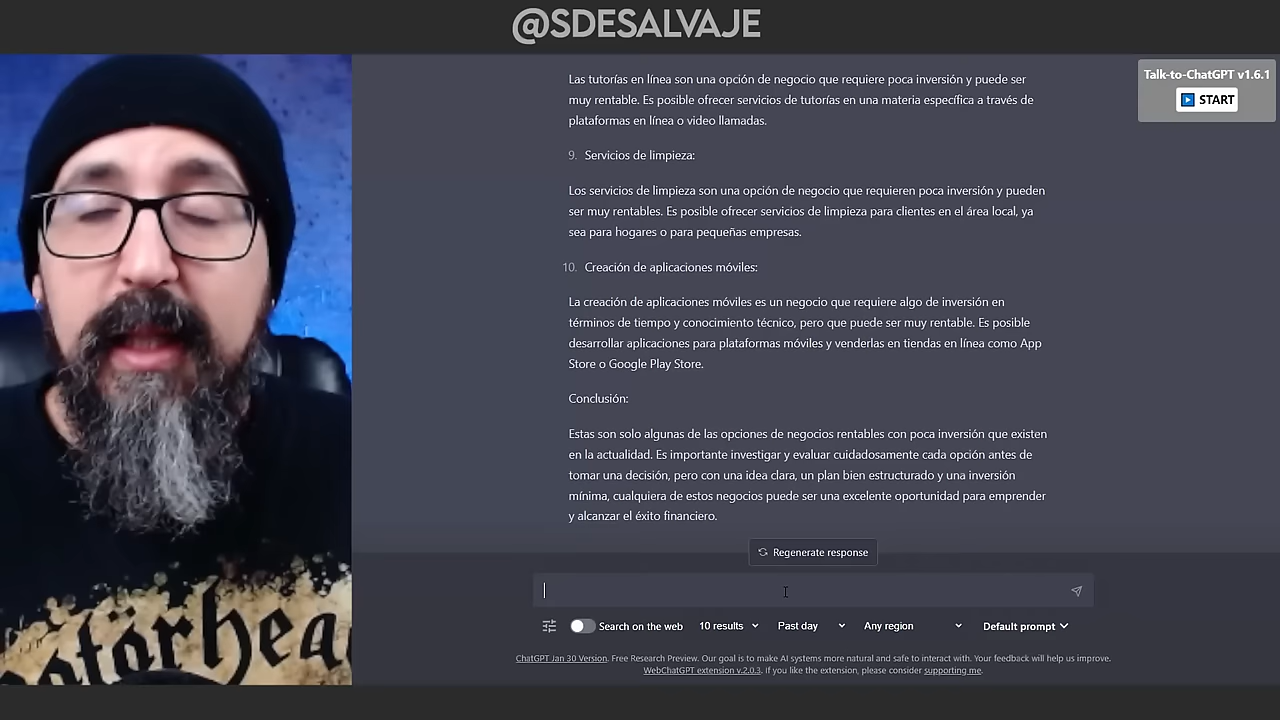 @SDESALVAJE
Las tutorías en línea son una opción de negocio que requiere poca inversión y puede ser
muy rentable. Es posible ofrecer servicios de tutorías en una materia específica a través de
plataformas en línea o video llamadas.
9. Servicios de limpieza:
Los servicios de limpieza son una opción de negocio que requieren poca inversión y pueden
ser muy rentables. Es posible ofrecer servicios de limpieza para clientes en el área local, ya
sea para hogares o para pequeñas empresas.
10. Creación de aplicaciones móviles:
La creación de aplicaciones móviles es un negocio que requiere algo de inversión en
términos de tiempo y conocimiento técnico, pero que puede ser muy rentable. Es posible
desarrollar aplicaciones para plataformas móviles y venderlas en tiendas en línea como App
Store o Google Play Store.
Conclusión:
Estas son solo algunas de las opciones de negocios rentables con poca inversión que existen
en la actualidad. Es importante investigar y evaluar cuidadosamente cada opción antes de
tomar una decisión, pero con una idea clara, un plan bien estructurado y una inversión
mínima, cualquiera de estos negocios puede ser una excelente oportunidad para emprender
y alcanzar el éxito financiero.
Talk-to-ChatGPT v1.6.1
START
Regenerate response
Search on the web 10 results Past day Any region Default prompt
ChatGPT Jan 30 Version. Free Research Preview. Our goal is to make AI systems more natural and safe to interact with. Your feedback will help us improve.
WebChatGPT extension v.2.0.3. If you like the extension, please consider supporting me.